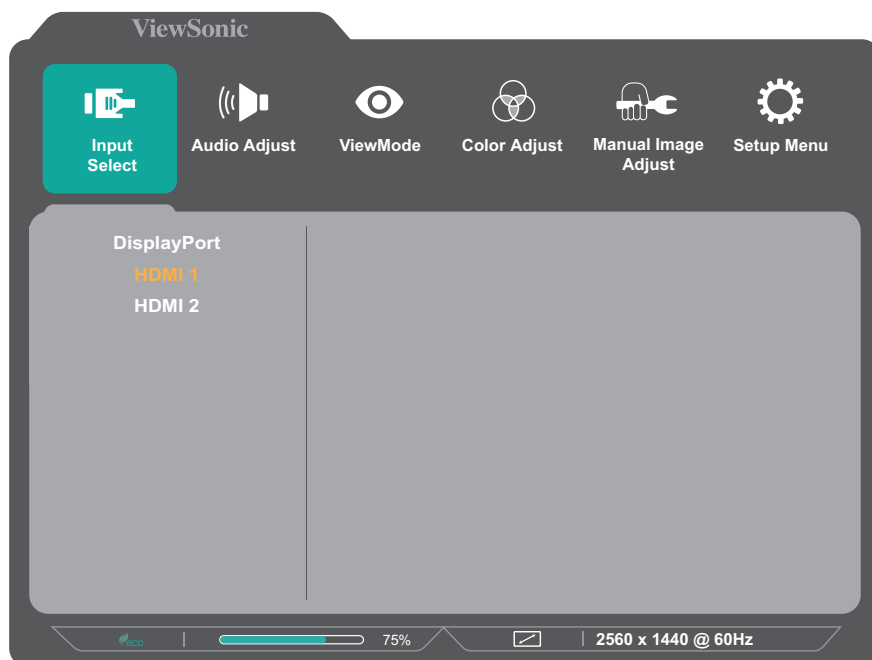 ViewSonic
Input
Select
Audio Adjust
ViewMode
Color Adjust
Manual Image
Adjust
Setup Menu
DisplayPort
HDMI 1
HDMI 2
eco
75%
2560 x 1440 @ 60Hz